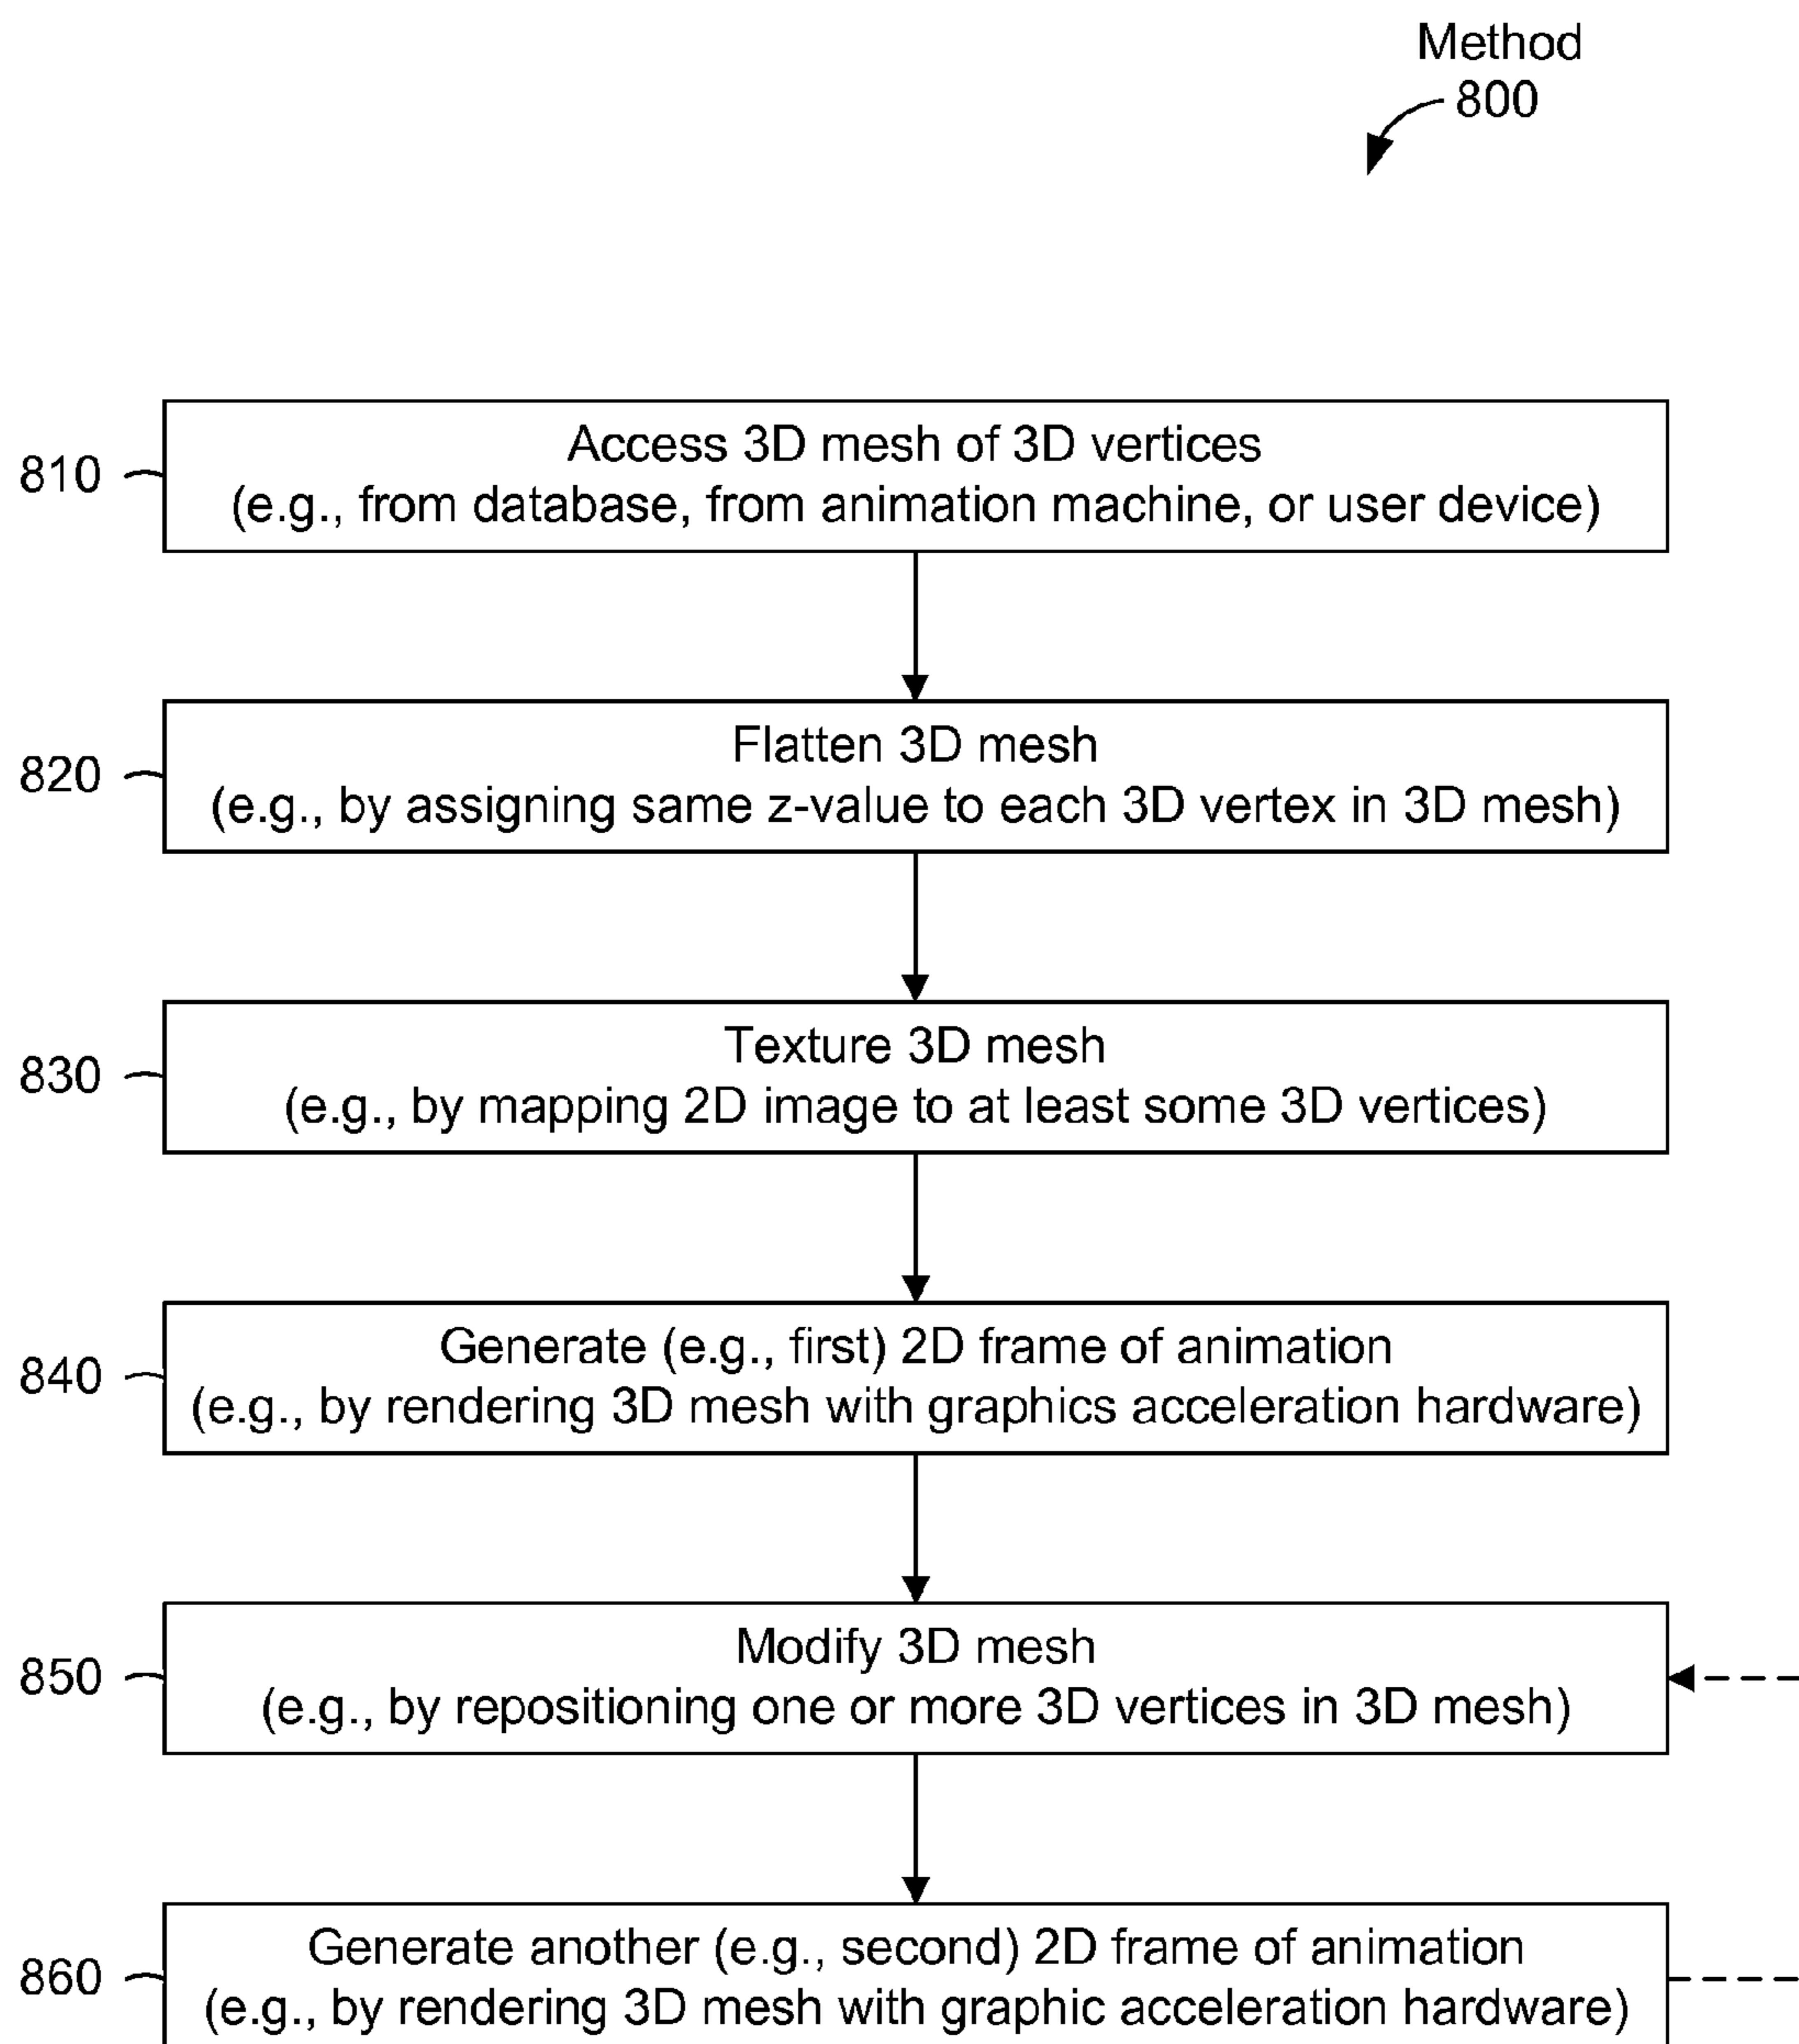 Method
800
810
Access 3D mesh of 3D vertices
(e.g., from database, from animation machine, or user device)
820
Flatten 3D mesh
(e.g., by assigning same z-value to each 3D vertex in 3D mesh)
830
Texture 3D mesh
(e.g., by mapping 2D image to at least some 3D vertices)
840
Generate (e.g., first) 2D frame of animation
(e.g., by rendering 3D mesh with graphics acceleration hardware)
850
Modify 3D mesh
(e.g., by repositioning one or more 3D vertices in 3D mesh)
860
Generate another (e.g., second) 2D frame of animation
(e.g., by rendering 3D mesh with graphic acceleration hardware)